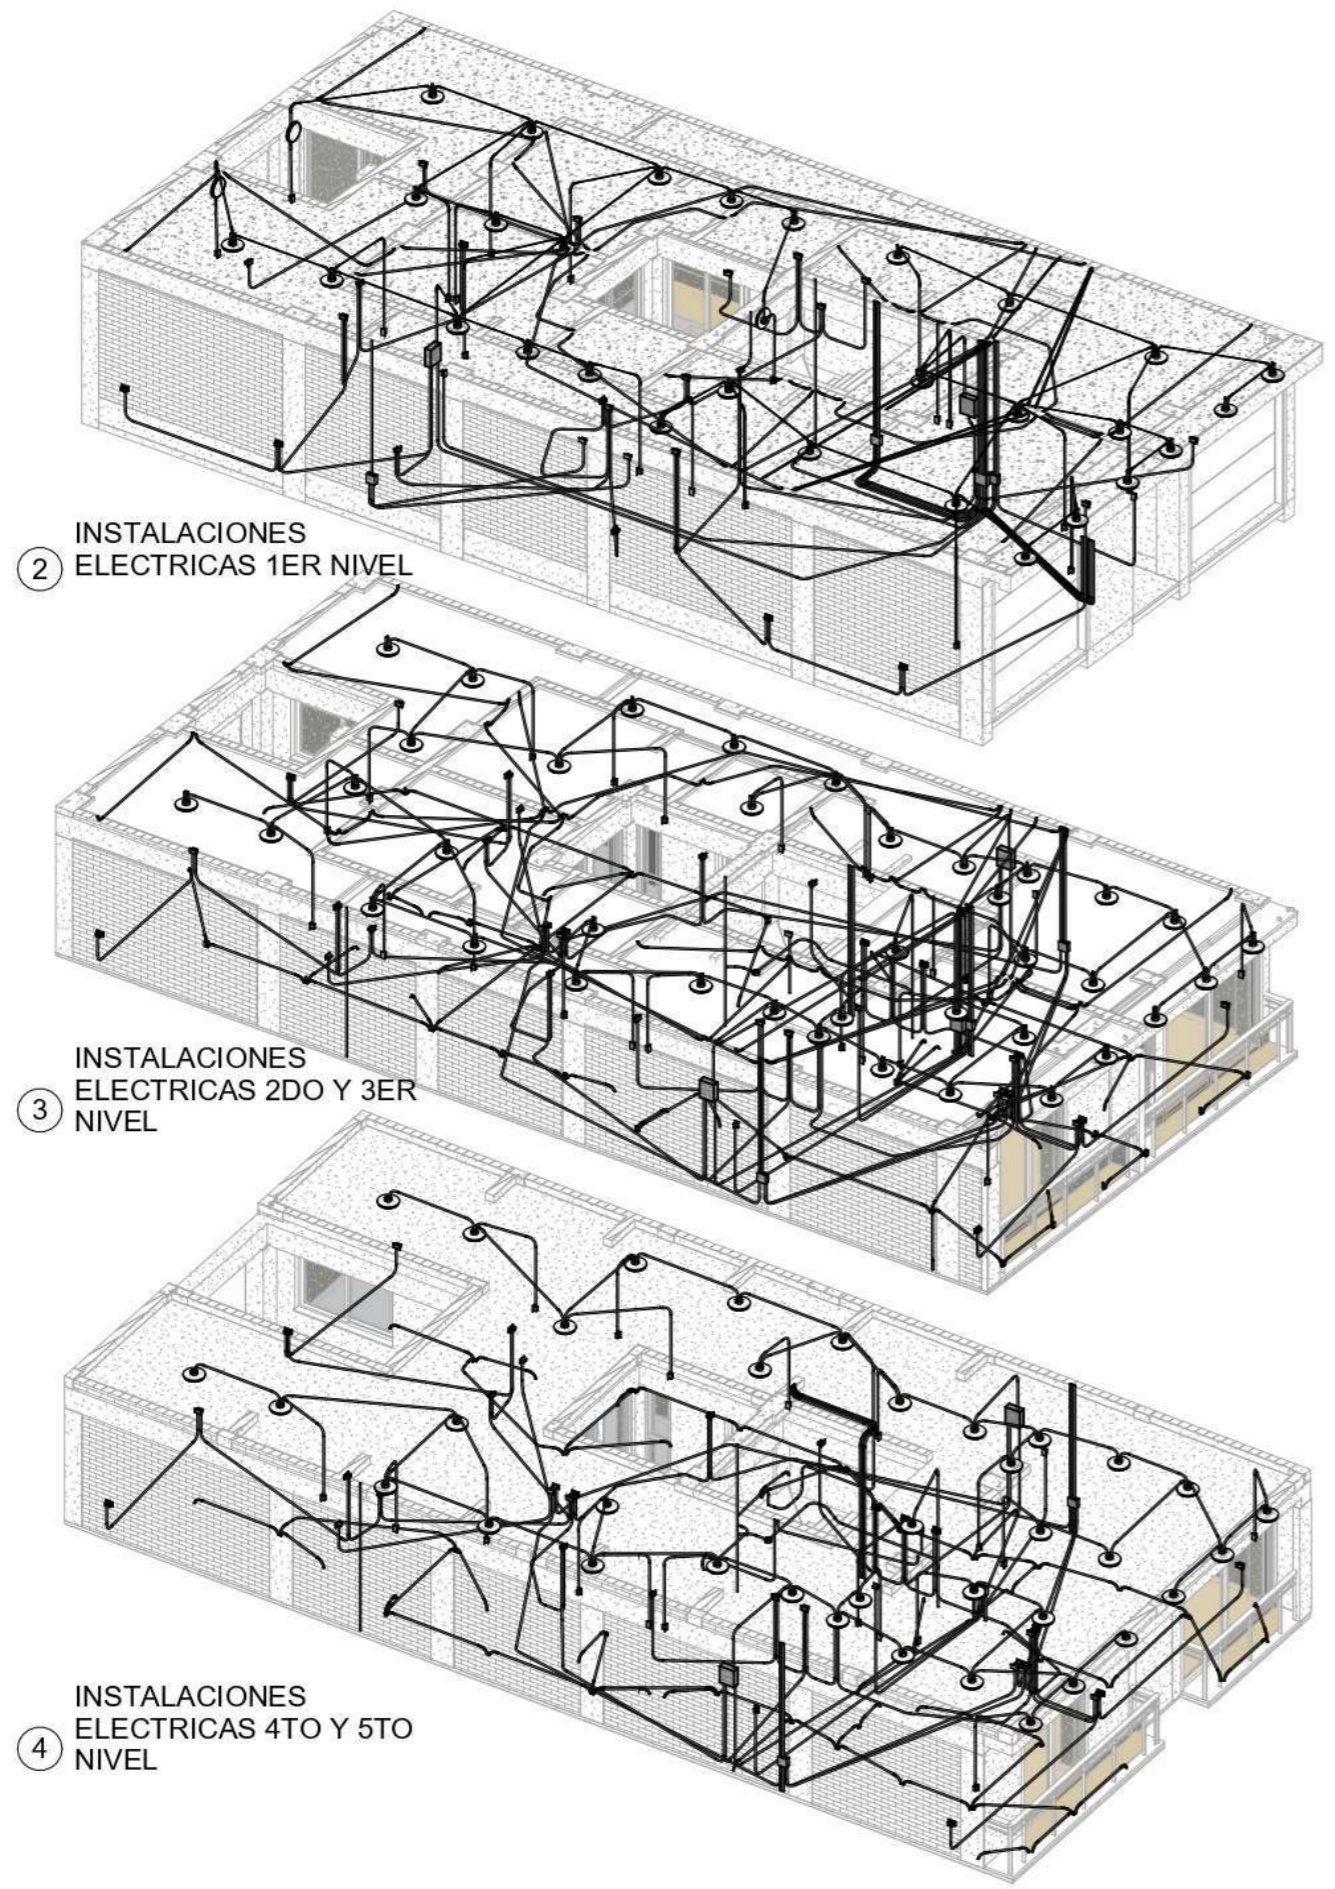 INSTALACIONES
2 ELECTRICAS 1ER NIVEL
INSTALACIONES
ELECTRICAS 2DO Y 3ER
3 NIVEL
INSTALACIONES
ELECTRICAS 4TO Y 5TO
4 NIVEL